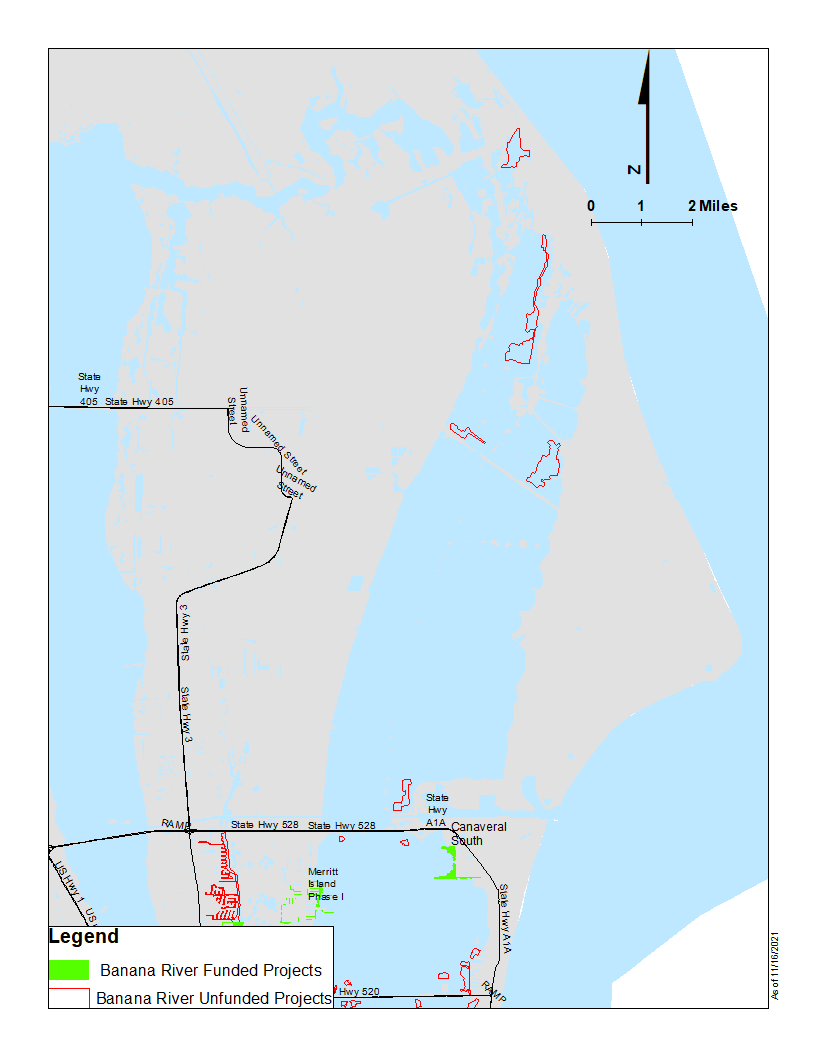 N
0 1 2 Miles
State
Hwy
405 State Hwy 405
Unnamed
Street
Unnamed Street
Unnamed
Street
State Hwy 3
State Hwy 3
State
Hwy
A1A
RAMP
State Hwy 528 State Hwy 528
Canaveral
South
Merritt
Island
Phase I
US Hwy 1 US
State Hwy A1A
RAMP
Hwy 520
Legend
Banana River Funded Projects
Banana River Unfunded Projects
As of 11/16/2021